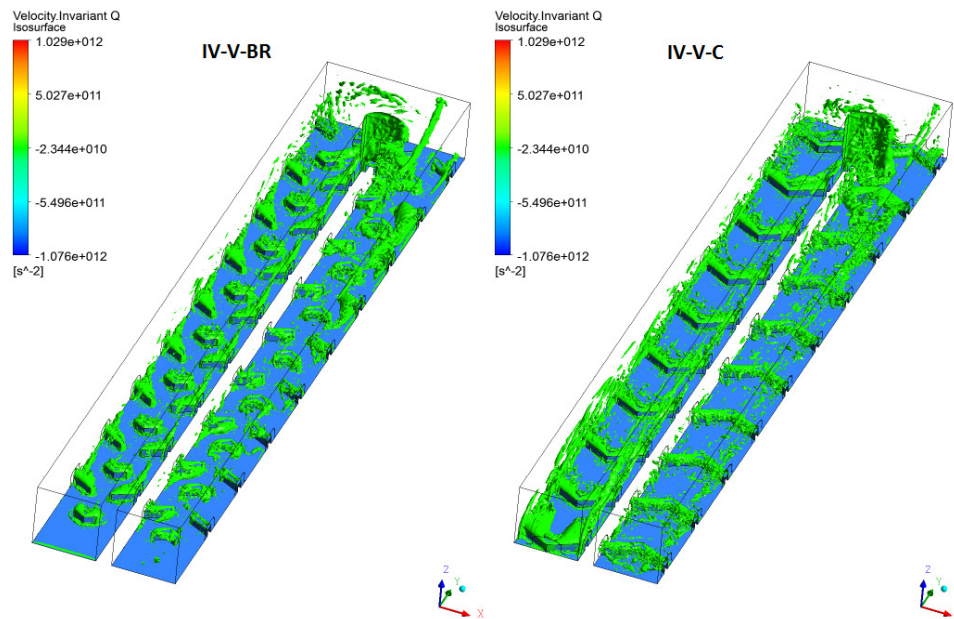 Velocity.Invariant Q
Isosurface
1.029e+012
5.027e+011
-2.344e+010
-5.496e+011
-1.076e+012
[s^-2]
IV-V-BR
Z
Y
X
Velocity.Invariant Q
Isosurface
1.029e+012
5.027e+011
-2.344e+010
-5.496e+011
-1.076e+012
[s^-2]
IV-V-C
Z
Y